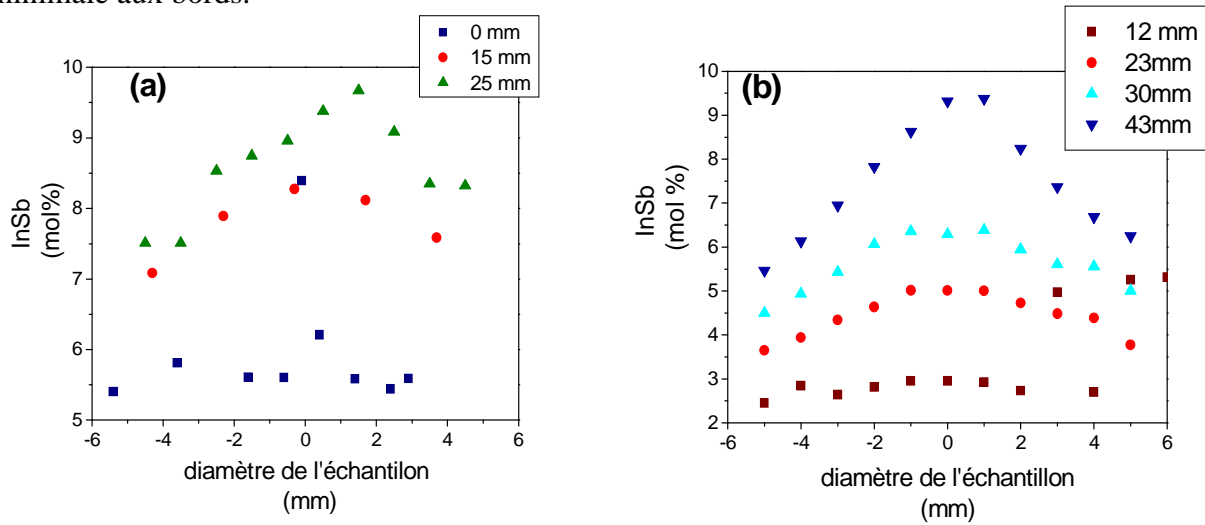 minimale aux bords.
0 mm
15 mm
25 mm
(a)
10
9
8
7
6
5
InSb
(mol%)
-6
-4
-2
0
2
4
6
diamètre de l'échantilon
(mm)
12 mm
23mm
30mm
43mm
(b)
10
9
8
7
6
5
4
3
2
InSb
(mol %)
-6
-4
-2
0
2
4
6
diamètre de l'échantillon
(mm)